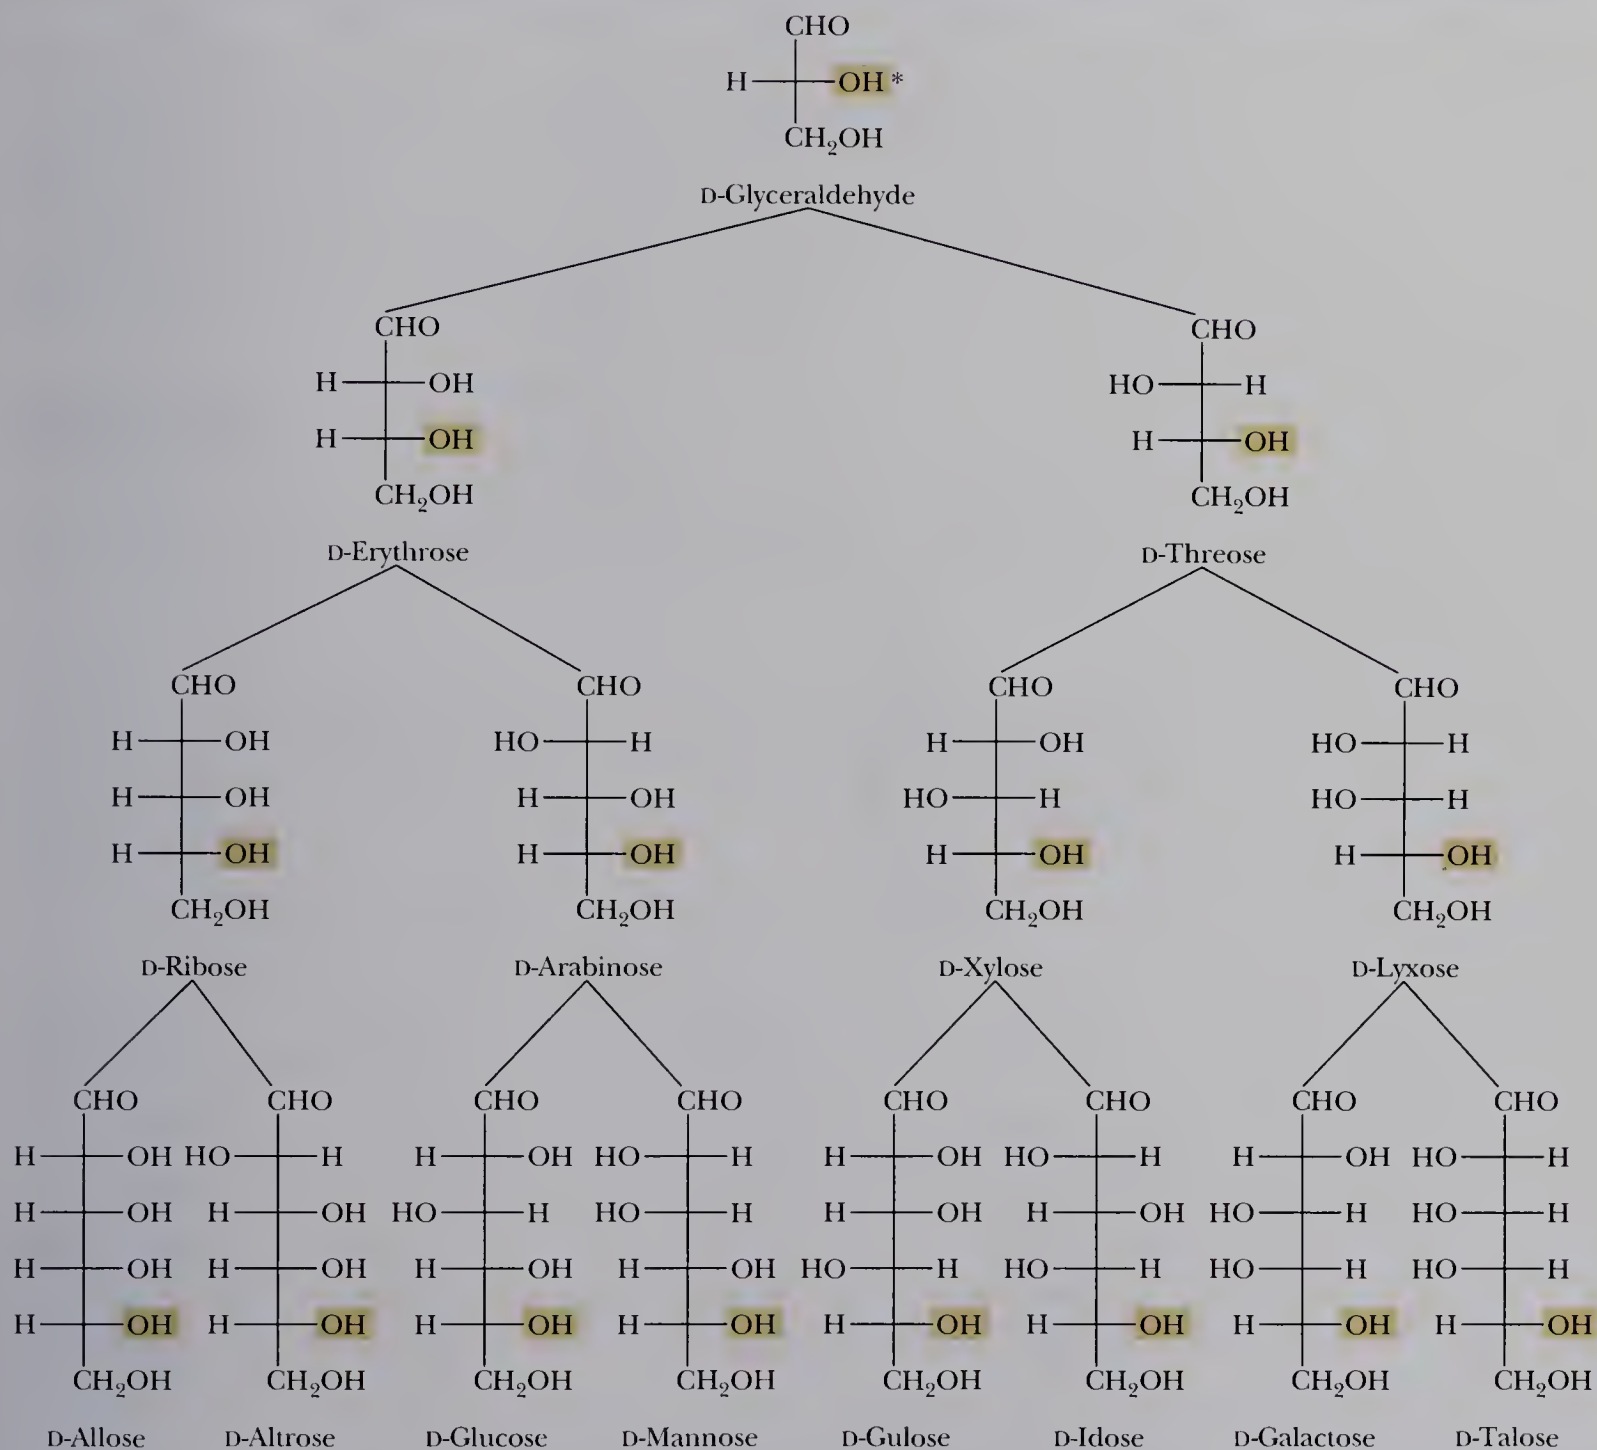 CHO
H OH*
CH₂OH
D-Glyceraldehyde
CHO CHO
H OH HO H
H OH H OH
CH₂OH CH₂OH
D-Erythrose D-Threose
CHO CHO CHO CHO
H OH HO H H OH HO H
H OH H OH HO H HO H
H OH H OH H OH H OH
CH₂OH CH₂OH CH₂OH CH₂OH
D-Ribose D-Arabinose D-Xylose D-Lyxose
CHO CHO CHO CHO CHO CHO CHO CHO
H OH HO H H OH HO H H OH HO H H OH HO H
H OH H OH HO H HO H H OH H OH HO H HO H
H OH H OH H OH H OH HO H HO H HO H HO H
H OH H OH H OH H OH H OH H OH H OH H OH
CH₂OH CH₂OH CH₂OH CH₂OH CH₂OH CH₂OH CH₂OH CH₂OH
D-Allose D-Altrose D-Glucose D-Mannose D-Gulose D-Idose D-Galactose D-Talose